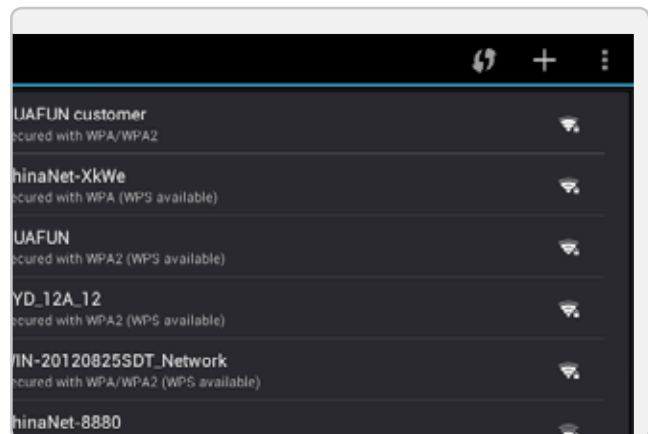 UAFUN customer
ecured with WPA/WPA2
hinaNet-XkWe
ecured with WPA (WPS available)
UAFUN
ecured with WPA2 (WPS available)
YD_12A_12
ecured with WPA2 (WPS available)
IN-20120825SDT_Network
ecured with WPA/WPA2 (WPS available)
hinaNet-8880